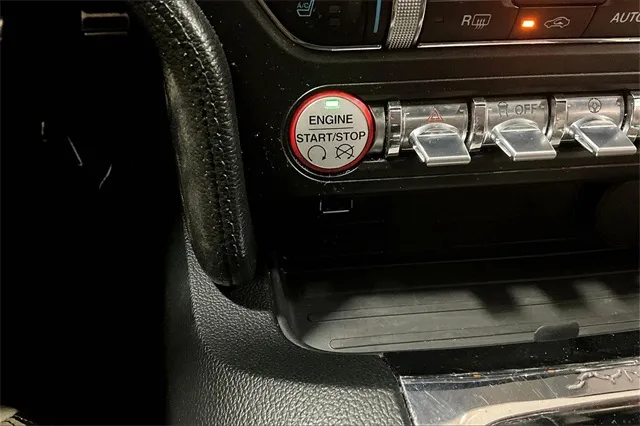 A/C
R
AUTO
ENGINE
START/STOP
OFF